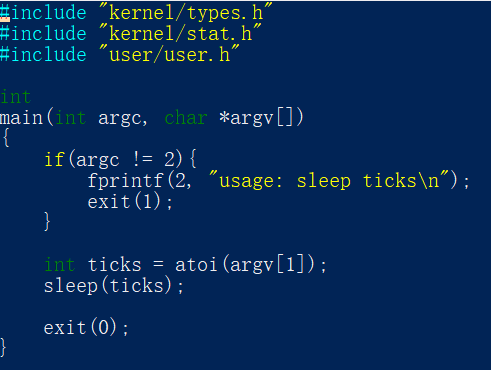 #include "kernel/types.h"
#include "kernel/stat.h"
#include "user/user.h"

int
main(int argc, char *argv[])
{
    if(argc != 2){
        fprintf(2, "usage: sleep ticks\n");
        exit(1);
    }

    int ticks = atoi(argv[1]);
    sleep(ticks);

    exit(0);
}